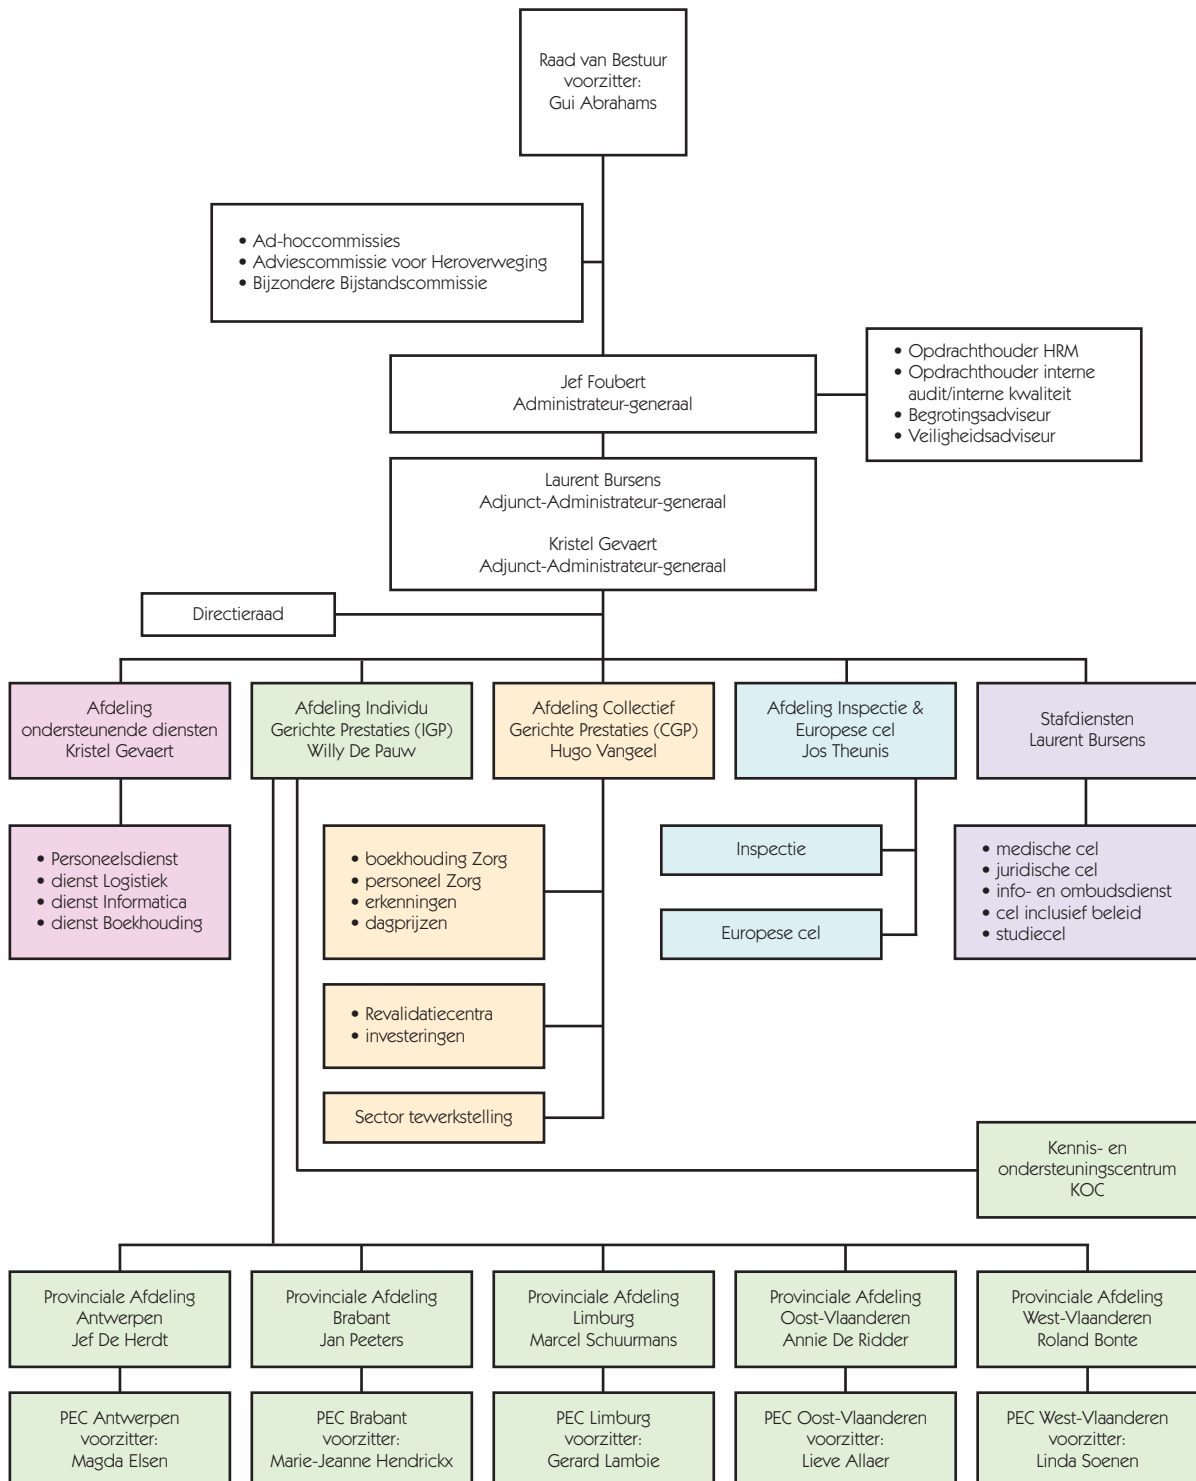 Raad van Bestuur
voorzitter:
Gui Abrahams
• Ad-hoccommissies
• Adviescommissie voor Heroverweging
• Bijzondere Bijstandscommissie
Jef Foubert
Administrateur-generaal
• Opdrachthouder HRM
• Opdrachthouder interne
audit/interne kwaliteit
• Begrotingsadviseur
• Veiligheidsadviseur
Laurent Bursens
Adjunct-Administrateur-generaal
Kristel Gevaert
Adjunct-Administrateur-generaal
Directieraad
Afdeling
ondersteunende diensten
Kristel Gevaert
Afdeling Individu
Gerichte Prestaties (IGP)
Willy De Pauw
Afdeling Collectief
Gerichte Prestaties (CGP)
Hugo Vangeel
Afdeling Inspectie &
Europese cel
Jos Theunis
Stafdiensten
Laurent Bursens
• Personeelsdienst
• dienst Logistiek
• dienst Informatica
• dienst Boekhouding
• boekhouding Zorg
• personeel Zorg
• erkenningen
• dagprijzen
Inspectie
Europese cel
• medische cel
• juridische cel
• info- en ombudsdienst
• cel inclusief beleid
• studiecel
• Revalidatiecentra
• investeringen
Sector tewerkstelling
Kennis- en
ondersteuningscentrum
KOC
Provinciale Afdeling
Antwerpen
Jef De Herdt
Provinciale Afdeling
Brabant
Jan Peeters
Provinciale Afdeling
Limburg
Marcel Schuurmans
Provinciale Afdeling
Oost-Vlaanderen
Annie De Ridder
Provinciale Afdeling
West-Vlaanderen
Roland Bonte
PEC Antwerpen
voorzitter:
Magda Elsen
PEC Brabant
voorzitter:
Marie-Jeanne Hendrickx
PEC Limburg
voorzitter:
Gerard Lambie
PEC Oost-Vlaanderen
voorzitter:
Lieve Allaer
PEC West-Vlaanderen
voorzitter:
Linda Soenen